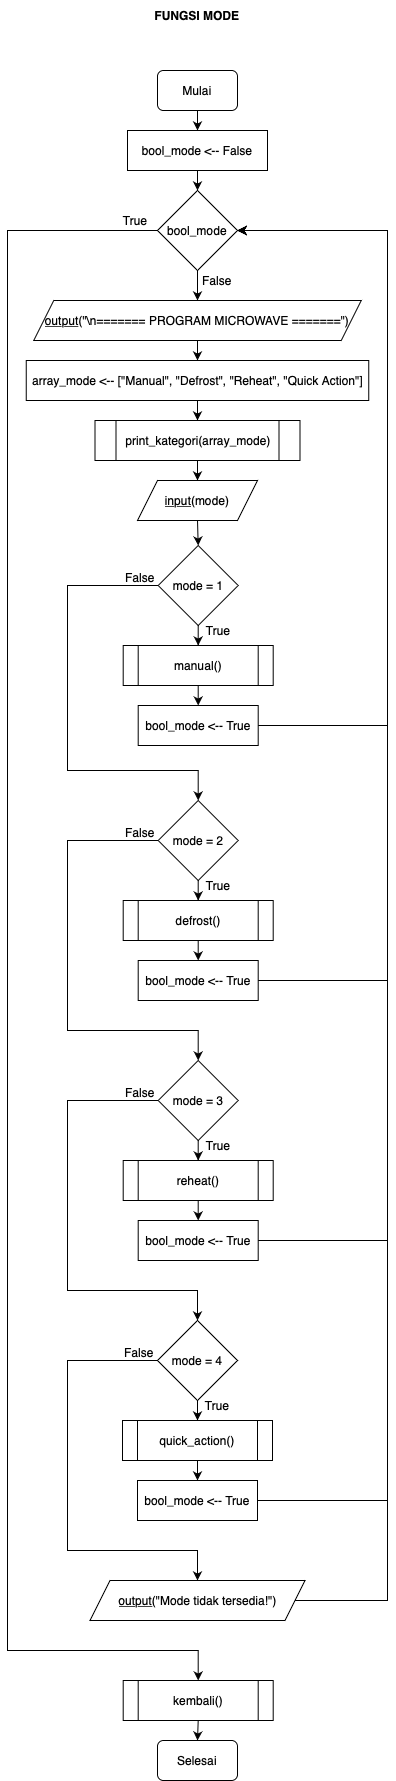 FUNGSI MODE
Mulai
bool_mode <-- False
True
bool_mode
False
output("\n======= PROGRAM MICROWAVE =======")
array_mode <-- ["Manual", "Defrost", "Reheat", "Quick Action"]
print_kategori(array_mode)
input(mode)
False
mode = 1
True
manual()
bool_mode <-- True
False
mode = 2
True
defrost()
bool_mode <-- True
False
mode = 3
True
reheat()
bool_mode <-- True
False
mode = 4
True
quick_action()
bool_mode <-- True
output("Mode tidak tersedia!")
kembali()
Selesai